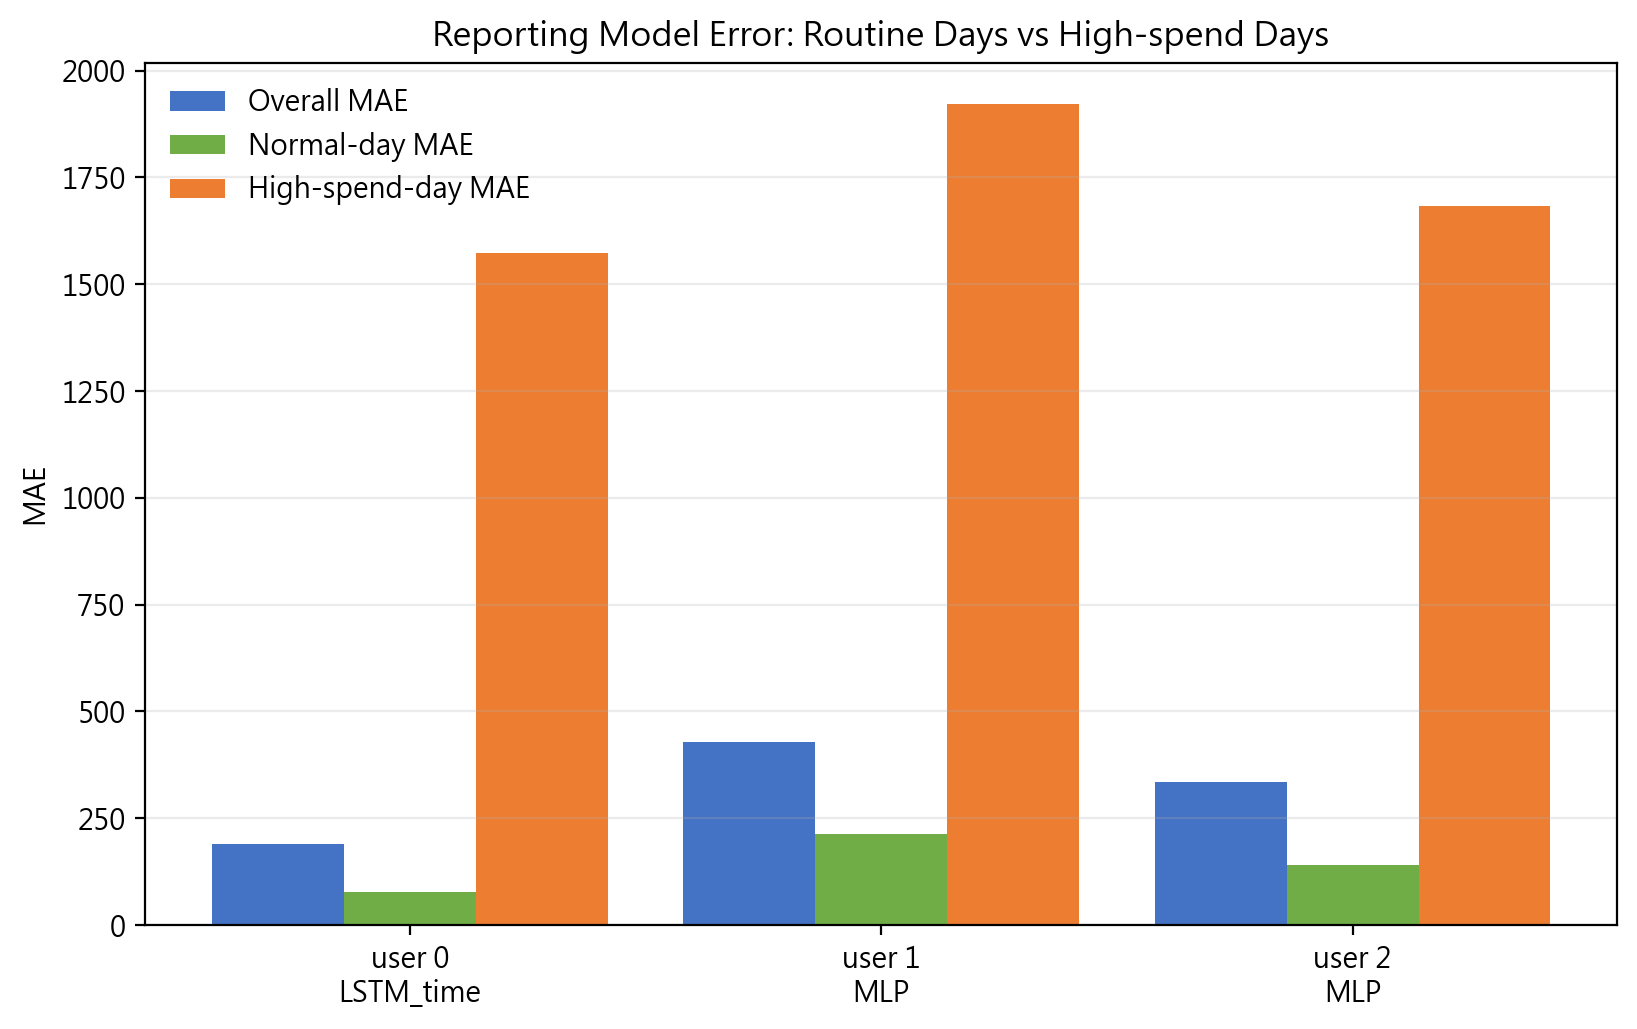 Reporting Model Error: Routine Days vs High-spend Days
2000
1750
1500
1250
1000
750
500
250
0
MAE
Overall MAE
Normal-day MAE
High-spend-day MAE
user 0
LSTM_time
user 1
MLP
user 2
MLP